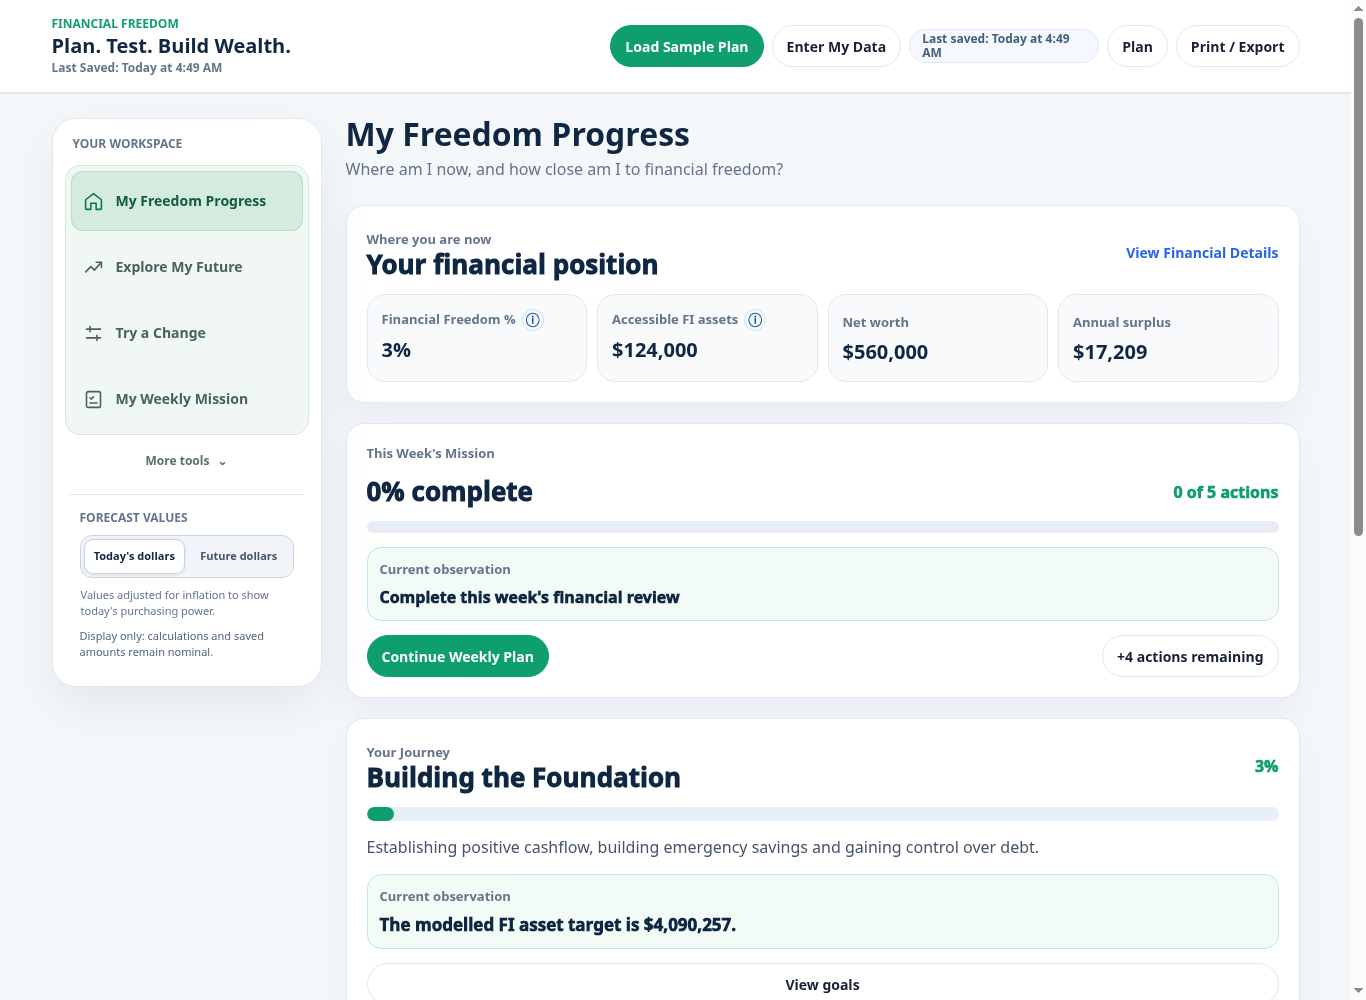 FINANCIAL FREEDOM
Plan. Test. Build Wealth.
Last Saved: Today at 4:49 AM
Load Sample Plan
Enter My Data
Last saved: Today at 4:49
AM
Plan
Print / Export
YOUR WORKSPACE
My Freedom Progress
Explore My Future
Try a Change
My Weekly Mission
More tools
FORECAST VALUES
Today's dollars
Future dollars
Values adjusted for inflation to show
today's purchasing power.
Display only: calculations and saved
amounts remain nominal.
My Freedom Progress
Where am I now, and how close am I to financial freedom?
Where you are now
Your financial position
View Financial Details
Financial Freedom % ⓘ
3%
Accessible FI assets ⓘ
$124,000
Net worth
$560,000
Annual surplus
$17,209
This Week's Mission
0% complete
0 of 5 actions
Current observation
Complete this week's financial review
Continue Weekly Plan
+4 actions remaining
Your Journey
Building the Foundation
3%
Establishing positive cashflow, building emergency savings and gaining control over debt.
Current observation
The modelled FI asset target is $4,090,257.
View goals